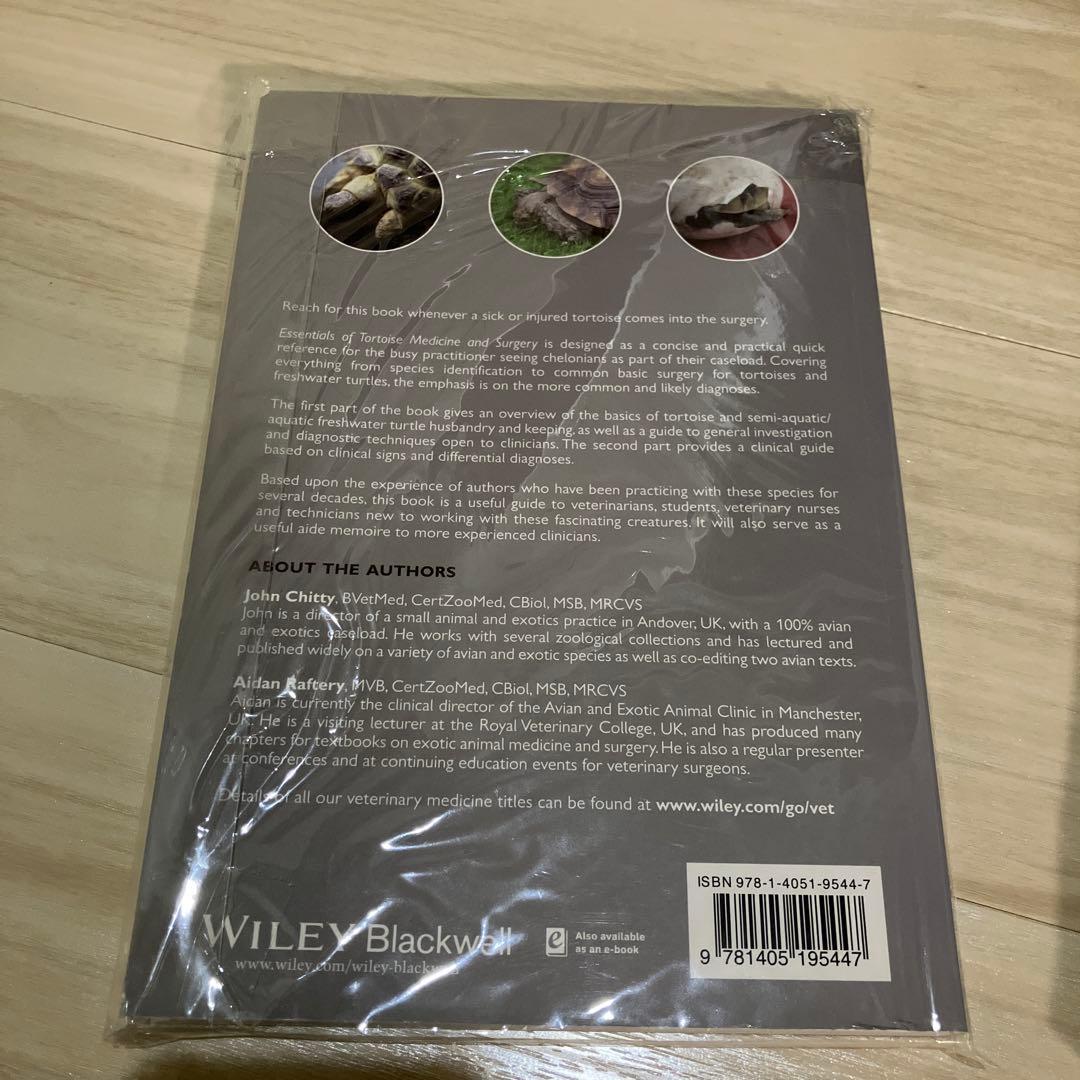 Reach for this book whenever a sick or injured tortoise comes into the surgery.
Essentials of Tortoise Medicine and Surgery is designed as a concise and practical quick
reference for the busy practitioner seeing chelonians as part of their caseload. Covering
everything from species identification to common basic surgery for tortoises and
freshwater turtles, the emphasis is on the more common and likely diagnoses.
The first part of the book gives an overview of the basics of tortoise and semi-aquatic/
aquatic freshwater turtle husbandry and keeping, as well as a guide to general investigation
and diagnostic techniques open to clinicians. The second part provides a clinical guide
based on clinical signs and differential diagnoses.
Based upon the experience of authors who have been practicing with these species for
several decades, this book is a useful guide to veterinarians, students, veterinary nurses
and technicians new to working with these fascinating creatures. It will also serve as a
useful aide memoire to more experienced clinicians.
ABOUT THE AUTHORS
John Chitty, BVetMed, CertZooMed, CBiol, MSB, MRCVS
John is a director of a small animal and exotics practice in Andover, UK, with a 100% avian
and exotics caseload. He works with several zoological collections and has lectured and
published widely on a variety of avian and exotic species as well as co-editing two avian texts.
Aidan Raftery, MVB, CertZooMed, CBiol, MSB, MRCVS
Aidan is currently the clinical director of the Avian and Exotic Animal Clinic in Manchester,
UK. He is a visiting lecturer at the Royal Veterinary College, UK, and has produced many
chapters for textbooks on exotic animal medicine and surgery. He is also a regular presenter
at conferences and at continuing education events for veterinary surgeons.
Details of all our veterinary medicine titles can be found at www.wiley.com/go/vet
ISBN 978-1-4051-9544-7
9 781405 195447
WILEY Blackwell
www.wiley.com/wiley-blackwell
e Also available
as an e-book